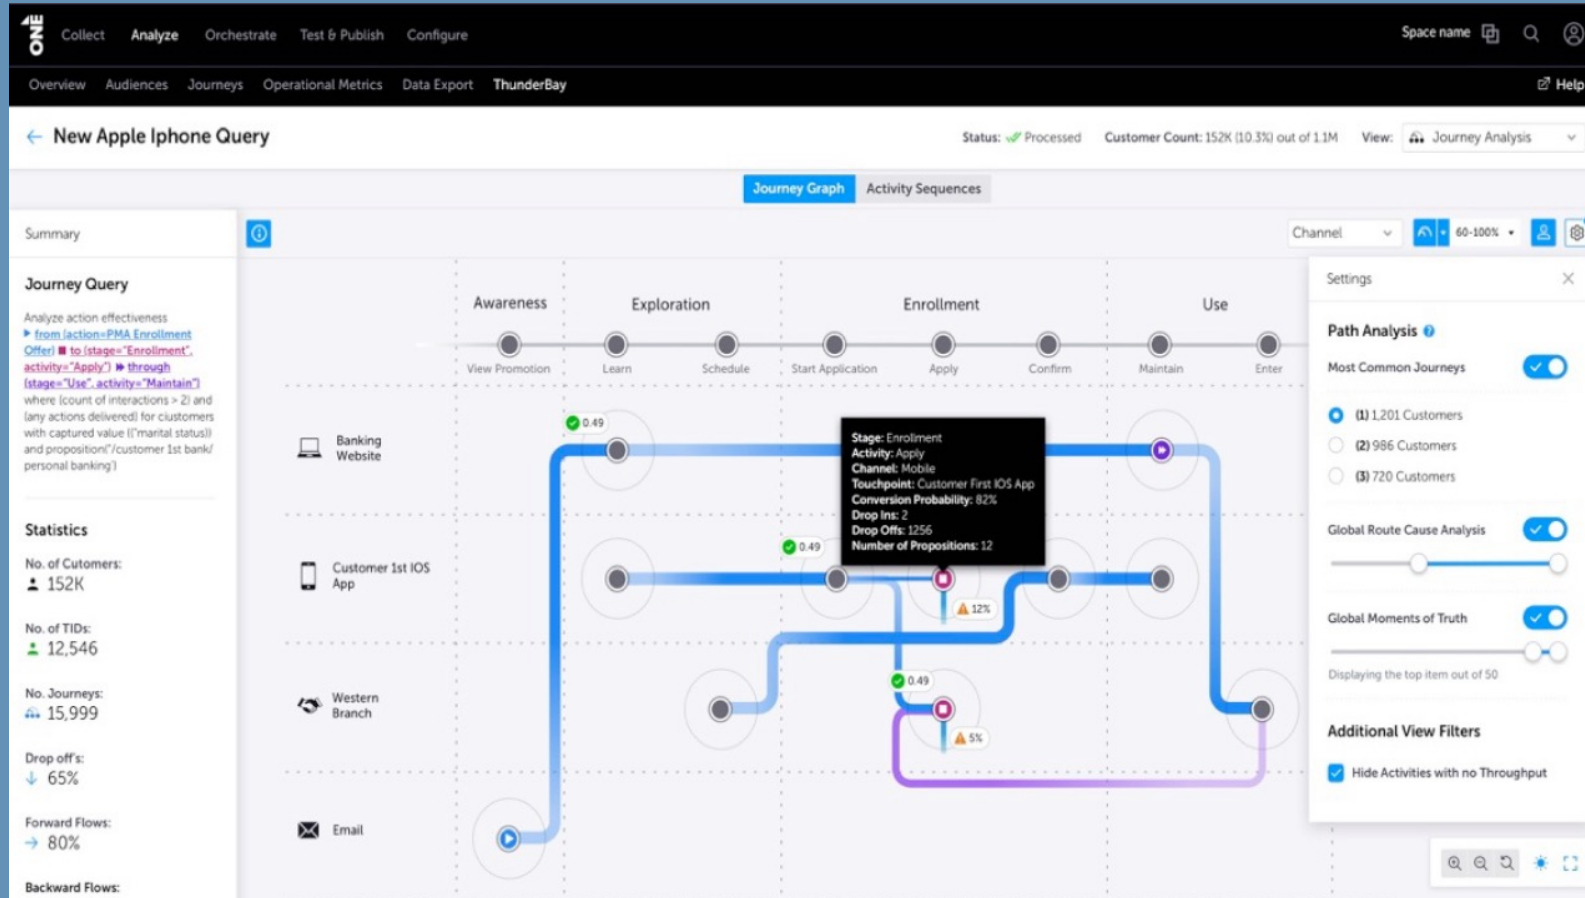 ONE
Collect Analyze Orchestrate Test & Publish Configure Space name
Overview Audiences Journeys Operational Metrics Data Export ThunderBay Help
New Apple Iphone Query Status: Processed Customer Count: 152K (10.3%) out of 1.1M View: Journey Analysis
Journey Graph Activity Sequences
Summary
Channel 60-100%
Journey Query
Analyze action effectiveness
from (action=PMA Enrollment
Offer) to (stage="Enrollment",
activity="Apply") through
(stage="Use", activity="Maintain")
where (count of interactions > 2) and
(any actions delivered) for ciustomers
with captured value (("marital status))
and proposition("/customer 1st bank/
personal banking')
Statistics
No. of Cutomers:
152K
No. of TIDs:
12,546
No. Journeys:
15,999
Drop off's:
65%
Forward Flows:
80%
Backward Flows:
Awareness Exploration Enrollment Use
View Promotion Learn Schedule Start Application Apply Confirm Maintain Enter
Banking
Website
0.49
Customer 1st IOS
App
0.49
12%
Western
Branch
0.49
5%
Email
Stage: Enrollment
Activity: Apply
Channel: Mobile
Touchpoint: Customer First IOS App
Conversion Probability: 82%
Drop Ins: 2
Drop Offs: 1256
Number of Propositions: 12
Settings
Path Analysis ?
Most Common Journeys
(1) 1,201 Customers
(2) 986 Customers
(3) 720 Customers
Global Route Cause Analysis
Global Moments of Truth
Displaying the top item out of 50
Additional View Filters
Hide Activities with no Throughput